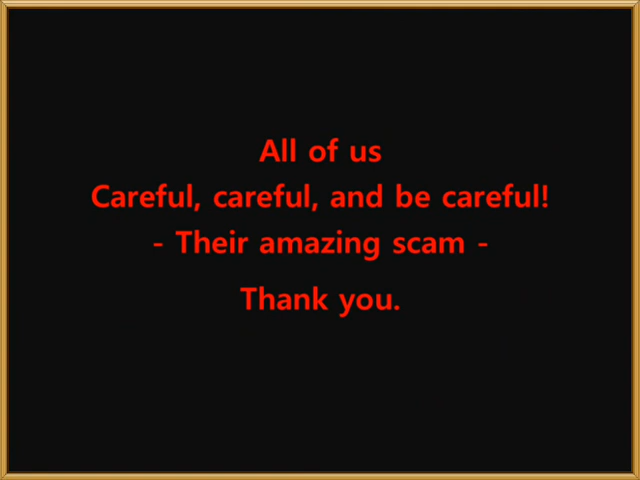 All of us
Careful, careful, and be careful!
- Their amazing scam -
Thank you.